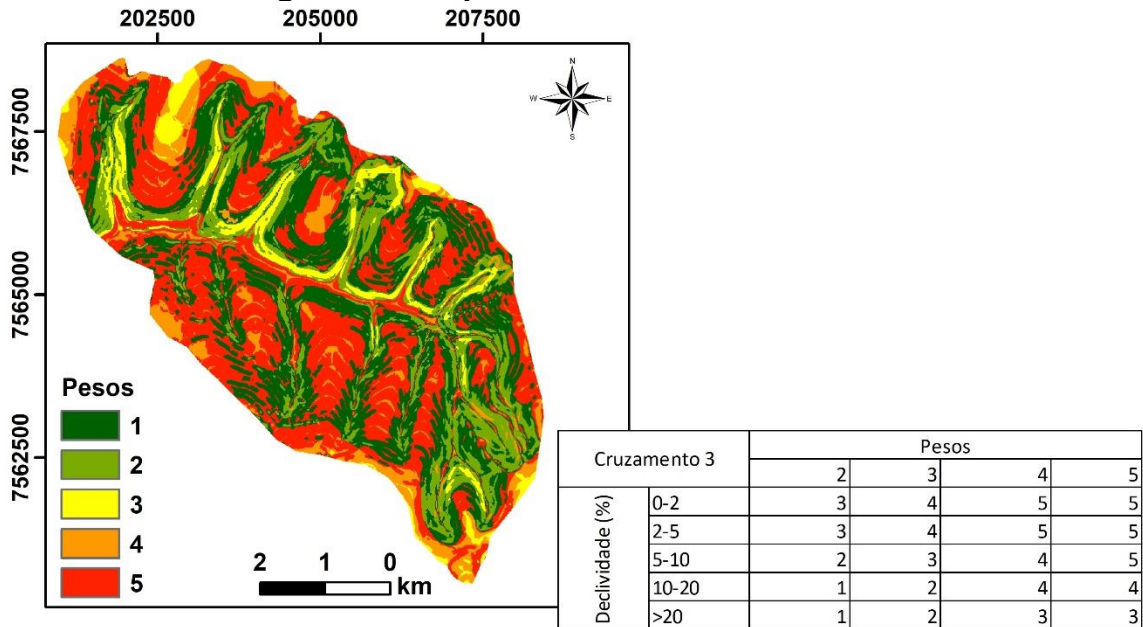 202500 205000 207500
7567500
7565000
7562500
N
W E
S
Pesos
1
2
3
4
5
2 1 0
km
Cruzamento 3 Pesos
2 3 4 5
Declividade (%)
0-2 3 4 5 5
2-5 3 4 5 5
5-10 2 3 4 5
10-20 1 2 4 4
>20 1 2 3 3